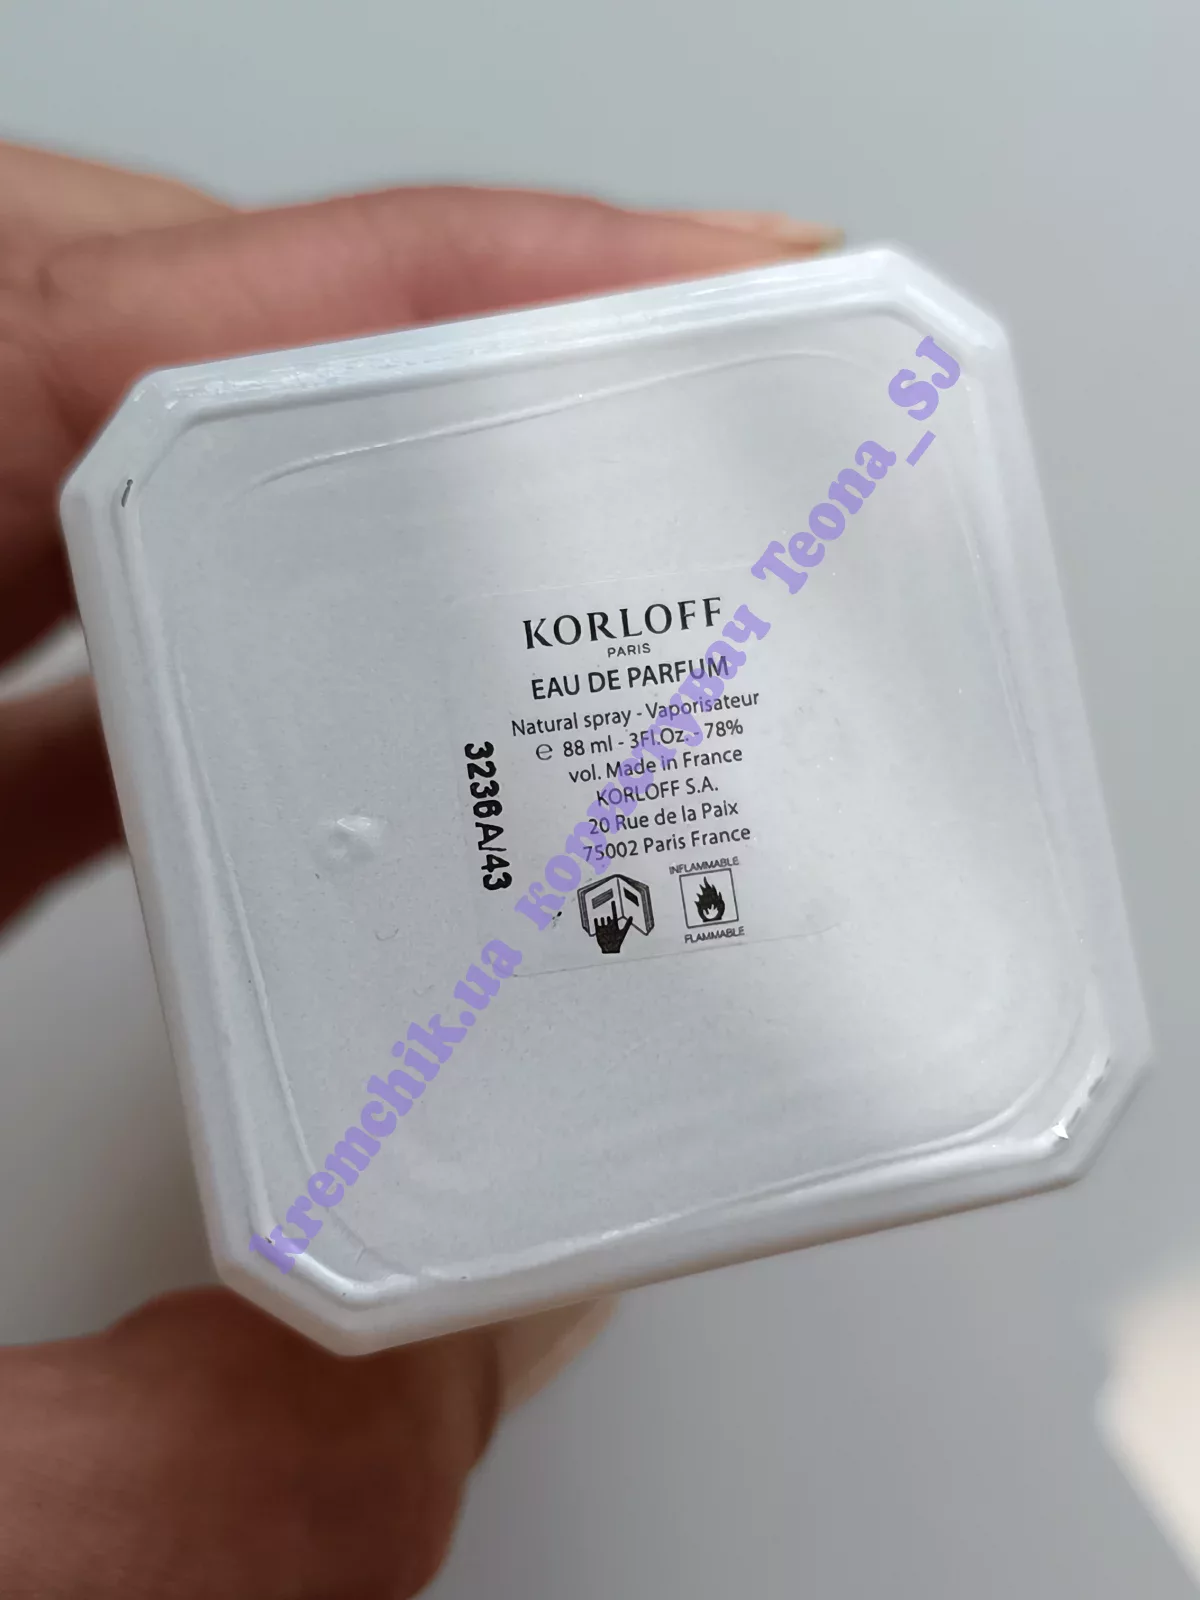 KORLOFF
PARIS
EAU DE PARFUM
Natural spray - Vaporisateur
℮ 88 ml - 3Fl.Oz. - 78%
vol. Made in France
KORLOFF S.A.
20 Rue de la Paix
75002 Paris France
INFLAMMABLE
FLAMMABLE
3236A/43
kremchik.ua користувач Teona_SJ